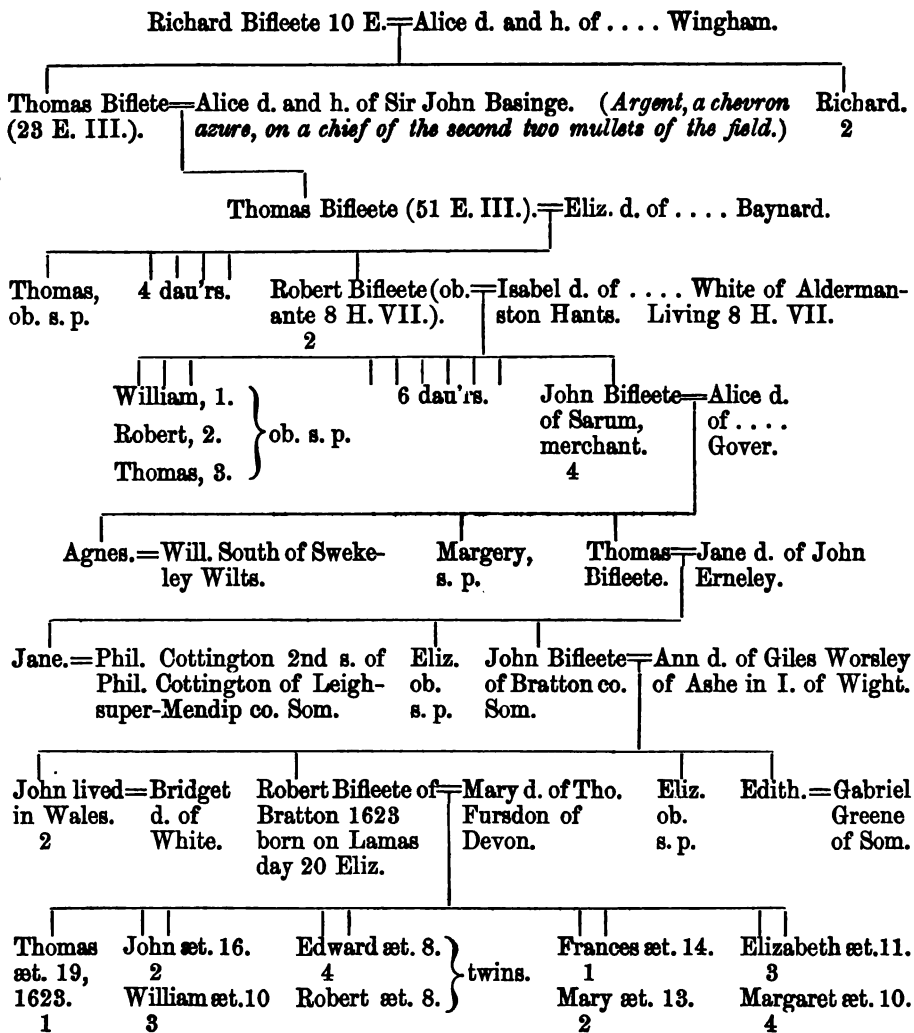 Richard Bifleete 10 E.=Alice d. and h. of .... Wingham.
Thomas Biflete=Alice d. and h. of Sir John Basinge. (Argent, a chevron Richard.
(23 E. III.). azure, on a chief of the second two mullets of the field.) 2
Thomas Bifleete (51 E. III.).=Eliz. d. of .... Baynard.
Thomas, 4 dau'rs. Robert Bifleete (ob.=Isabel d. of .... White of Alderman-
ob. s. p. ante 8 H. VII.). ston Hants. Living 8 H. VII.
2
William, 1. 6 dau'rs. John Bifleete=Alice d.
Robert, 2. ob. s. p. of Sarum, of ....
merchant. Gover.
Thomas, 3. 4
Agnes.=Will. South of Sweke- Margery, Thomas=Jane d. of John
ley Wilts. s. p. Bifleete. Erneley.
Jane.=Phil. Cottington 2nd s. of Eliz. John Bifleete=Ann d. of Giles Worsley
Phil. Cottington of Leigh- ob. of Bratton co. of Ashe in I. of Wight.
super-Mendip co. Som. s. p. Som.
John lived=Bridget Robert Bifleete of=Mary d. of Tho. Eliz. Edith.=Gabriel
in Wales. d. of Bratton 1623 Fursdon of ob. Greene
2 White. born on Lamas Devon. s. p. of Som.
day 20 Eliz.
Thomas John æt. 16. Edward æt. 8. Frances æt. 14. Elizabeth æt. 11.
æt. 19, 2 4 twins. 1 3
1623. William æt. 10 Robert æt. 8. Mary æt. 13. Margaret æt. 10.
1 3 2 4